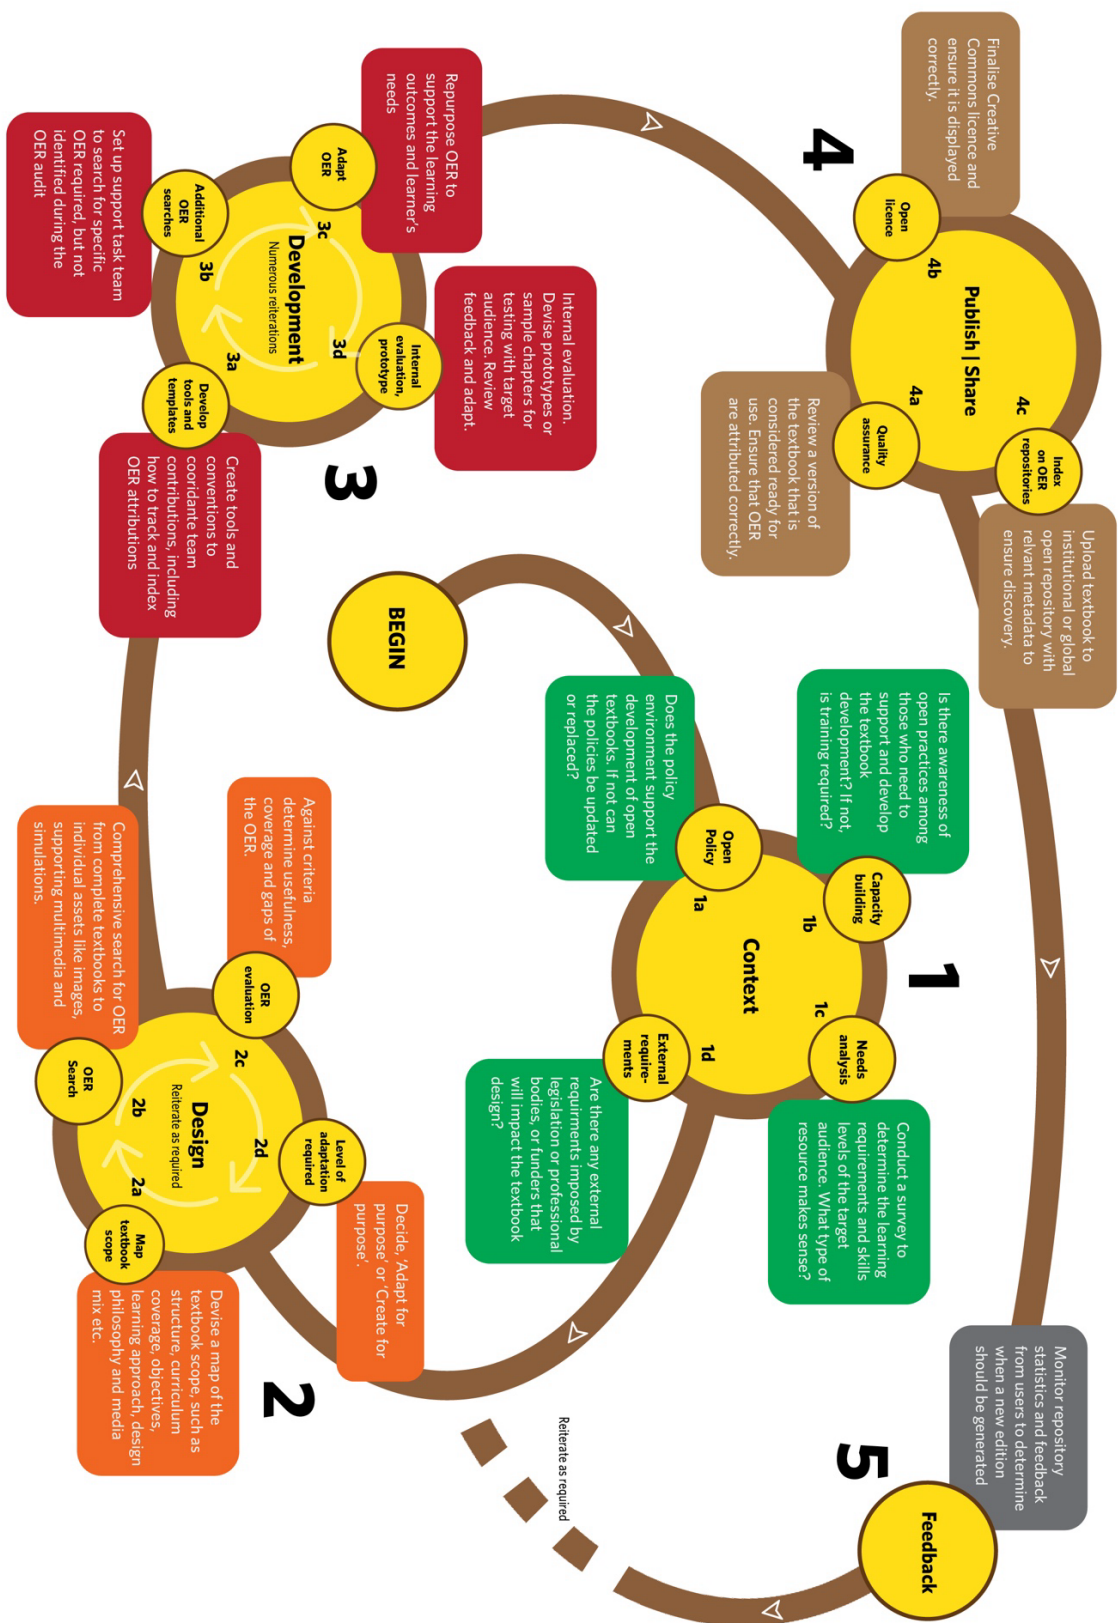 BEGIN
1
Context
1a
Open
Policy
Does the policy
environment support the
development of open
textbooks. If not can
the policies be updated
or replaced?
1b
Capacity
building
Is there awareness of
open practices among
those who need to
support and develop
the textbook
development? If not,
is training required?
1c
Needs
analysis
Conduct a survey to
determine the learning
requirements and skills
levels of the target
audience. What type of
resource makes sense?
1d
External
require-
ments
Are there any external
requirments imposed by
legislation or professional
bodies, or funders that
will impact the textbook
design?
2
Design
Reiterate as required
2a
Map
textbook
scope
Devise a map of the
textbook scope, such as
structure, curriculum
coverage, objectives,
learning approach, design
philosophy and media
mix etc.
2b
OER
Search
Comprehensive search for OER
from complete textbooks to
individual assets like images,
supporting multimedia and
simulations.
2c
OER
evaluation
Against criteria
determine usefulness,
coverage and gaps of
the OER.
2d
Level of
adaptation
required
Decide, ‘Adapt for
purpose’ or ‘Create for
purpose’.
3
Development
Numerous reiterations
3a
Develop
tools and
templates
Create tools and
conventions to
cooridante team
contributions, including
how to track and index
OER attributions
3b
Additional
OER
searches
Set up support task team
to search for specific
OER required, but not
identified during the
OER audit
3c
Adapt
OER
Repurpose OER to
support the learning
outcomes and learner’s
needs
3d
Internal
evaluation,
prototype
Internal evaluation.
Devise prototypes or
sample chapters for
testing with target
audience. Review
feedback and adapt.
4
Publish | Share
4a
Quality
assurance
Review a version of
the textbook that is
considered ready for
use. Ensure that OER
are attributed correctly.
4b
Open
licence
Finalise Creative
Commons licence and
ensure it is displayed
correctly.
4c
Index
on OER
repositories
Upload textbook to
institutional or global
open repository with
relvant metadata to
ensure discovery.
5
Feedback
Monitor repository
statistics and feedback
from users to determine
when a new edition
should be generated
Reiterate as required